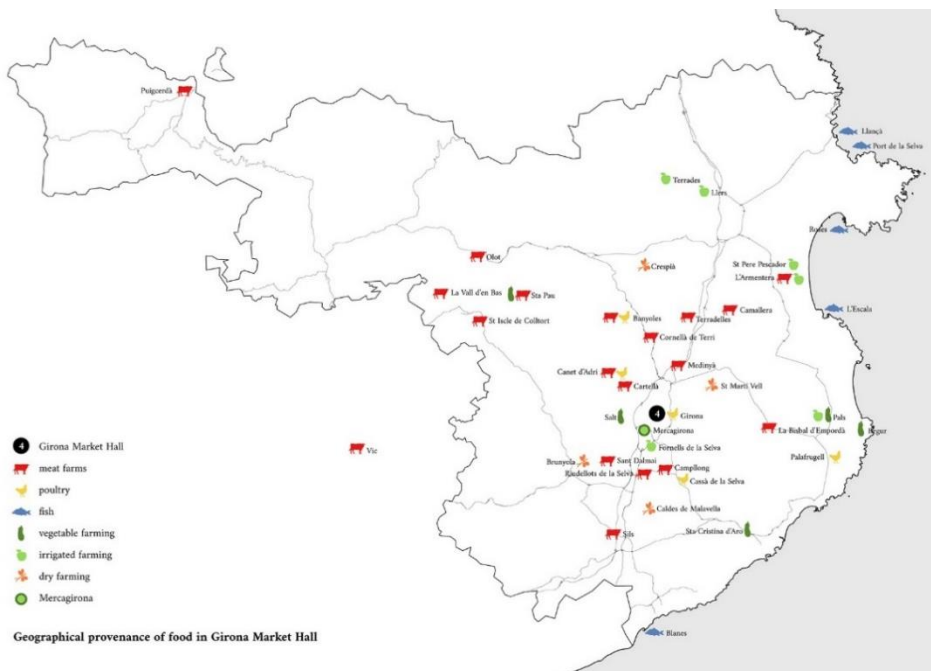 Puigcerdà
Llançà
Port de la Selva
Terrades
Llers
Roses
Olot
Crespià
St Pere Pescador
L'Armentera
La Vall d'en Bas
Sta Pau
L'Escala
St Iscle de Colltort
Banyoles
Terradelles
Camallera
Cornellà de Terri
Medinyà
Canet d'Adri
Cartellà
St Martí Vell
Salt
4
Girona
Pals
Mercagirona
La Bisbal d'Empordà
Begur
Fornells de la Selva
Vic
Palafrugell
Brunyola
Sant Dalmai
Riudellots de la Selva
Campllong
Cassà de la Selva
Caldes de Malavella
Sils
Sta Cristina d'Aro
Blanes
4 Girona Market Hall
meat farms
poultry
fish
vegetable farming
irrigated farming
dry farming
Mercagirona
Geographical provenance of food in Girona Market Hall